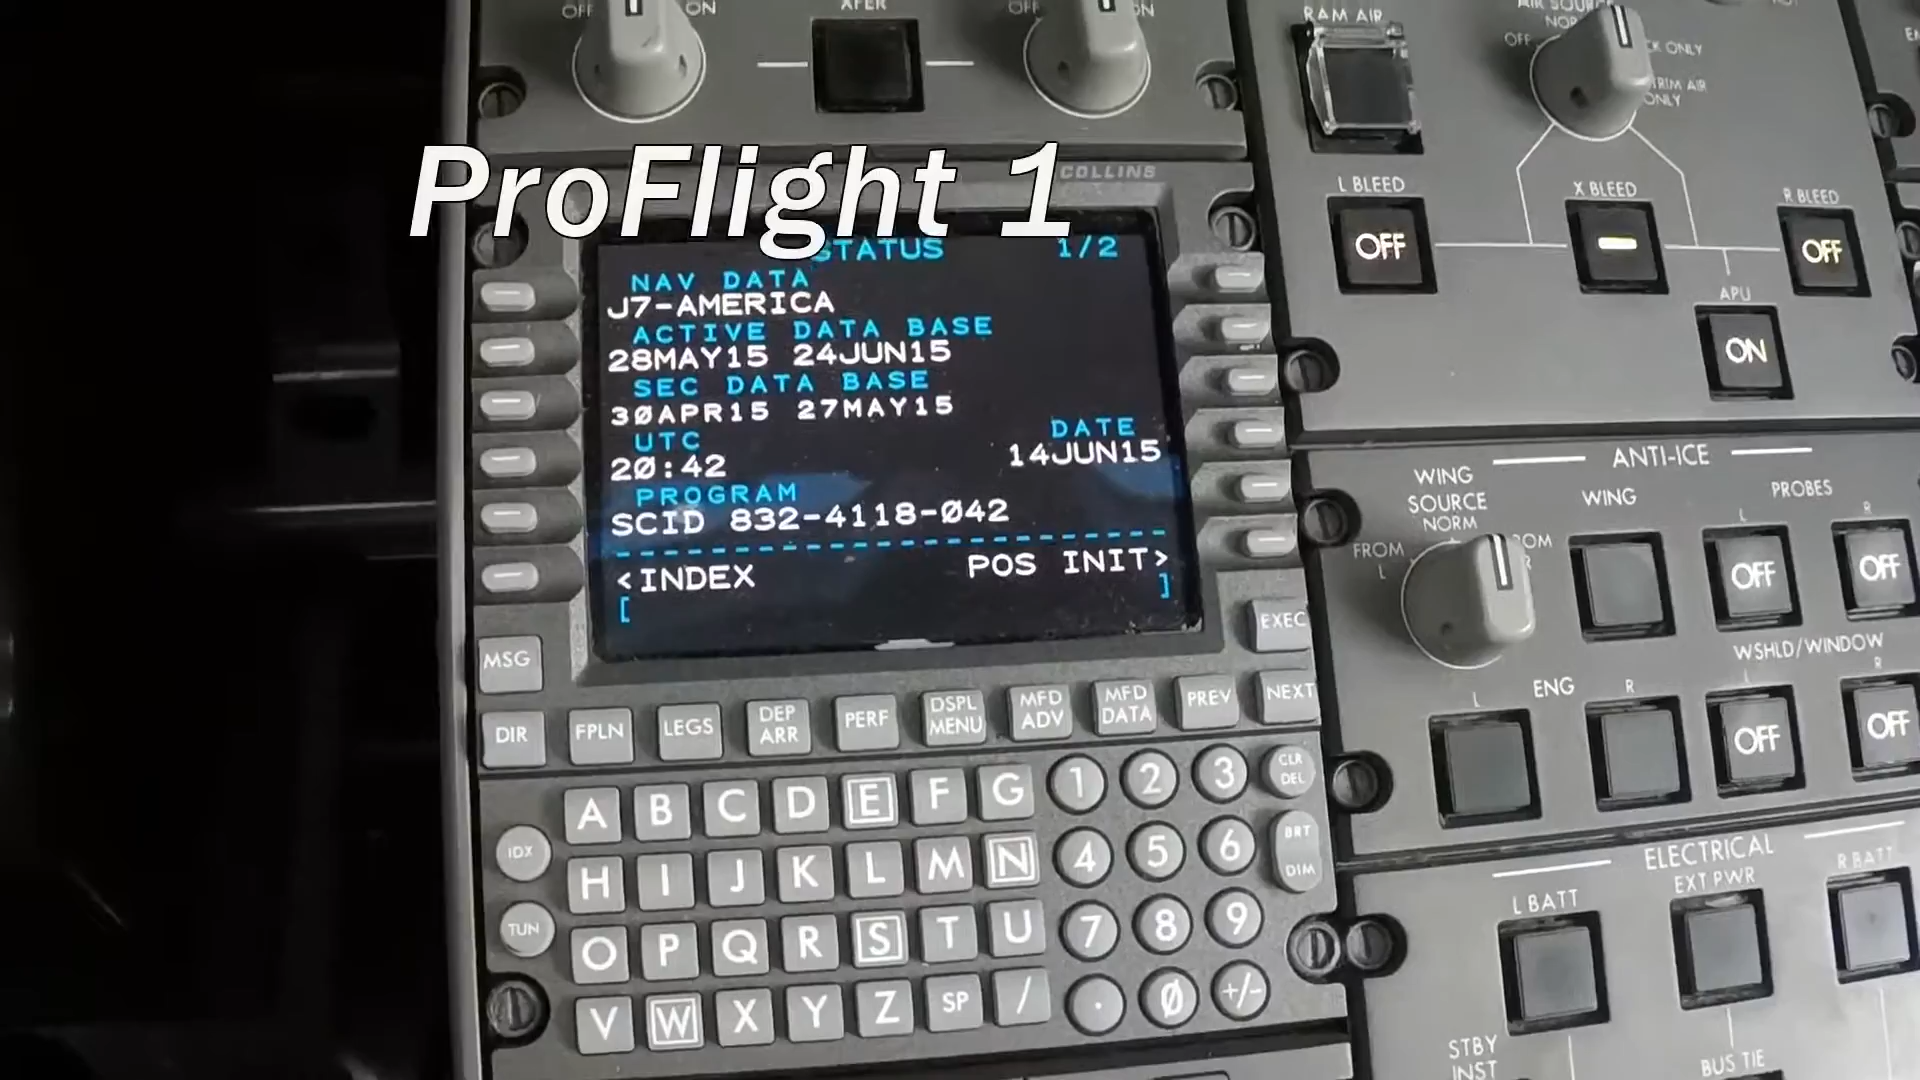 OFF
ON
XFER
OFF
ON
RAM AIR
NOR
OFF
CK ONLY
TRIM AIR
ONLY
ProFlight 1
COLLINS
L BLEED
X BLEED
R BLEED
OFF
OFF
APU
ON
STATUS 1/2
NAV DATA
J7-AMERICA
ACTIVE DATA BASE
28MAY15 24JUN15
SEC DATA BASE
30APR15 27MAY15
UTC DATE
20:42 14JUN15
PROGRAM
SCID 832-4118-042
<INDEX POS INIT>
[ ]
ANTI-ICE
WING
SOURCE
NORM
FROM
L
ROM
R
WING
PROBES
L R
OFF OFF
WSHLD/WINDOW
L R
OFF OFF
ENG
L R
MSG
EXEC
DIR
FPLN
LEGS
DEP
ARR
PERF
DSPL
MENU
MFD
ADV
MFD
DATA
PREV
NEXT
A B C D E F G 1 2 3
CLR
DEL
IDX
H I J K L M N 4 5 6
BRT
DIM
TUN
O P Q R S T U 7 8 9
V W X Y Z SP / . 0 +/-
ELECTRICAL
L BATT
EXT PWR
R BATT
STBY
INST
BUS TIE